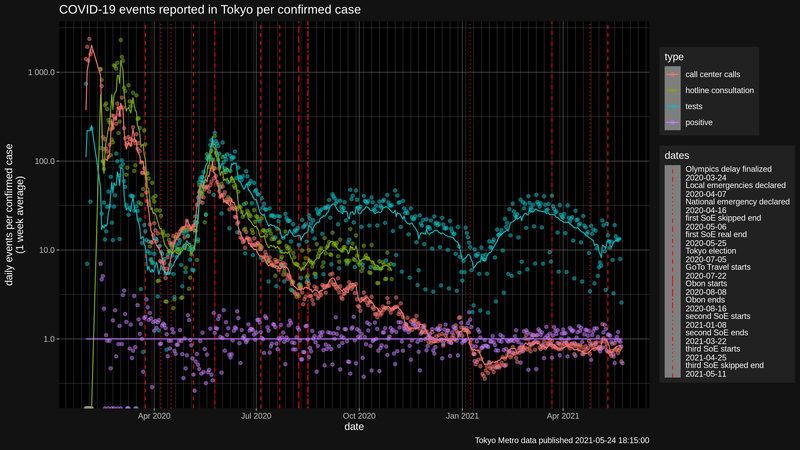 COVID-19 events reported in Tokyo per confirmed case
daily events per confirmed case
(1 week average)
1 000.0
100.0
10.0
1.0
Apr 2020
Jul 2020
Oct 2020
Jan 2021
Apr 2021
date
type
call center calls
hotline consultation
tests
positive
dates
Olympics delay finalized
2020-03-24
Local emergencies declared
2020-04-07
National emergency declared
2020-04-16
first SoE skipped end
2020-05-06
first SoE real end
2020-05-25
Tokyo election
2020-07-05
GoTo Travel starts
2020-07-22
Obon starts
2020-08-08
Obon ends
2020-08-16
second SoE starts
2021-01-08
second SoE ends
2021-03-22
third SoE starts
2021-04-25
third SoE skipped end
2021-05-11
Tokyo Metro data published 2021-05-24 18:15:00